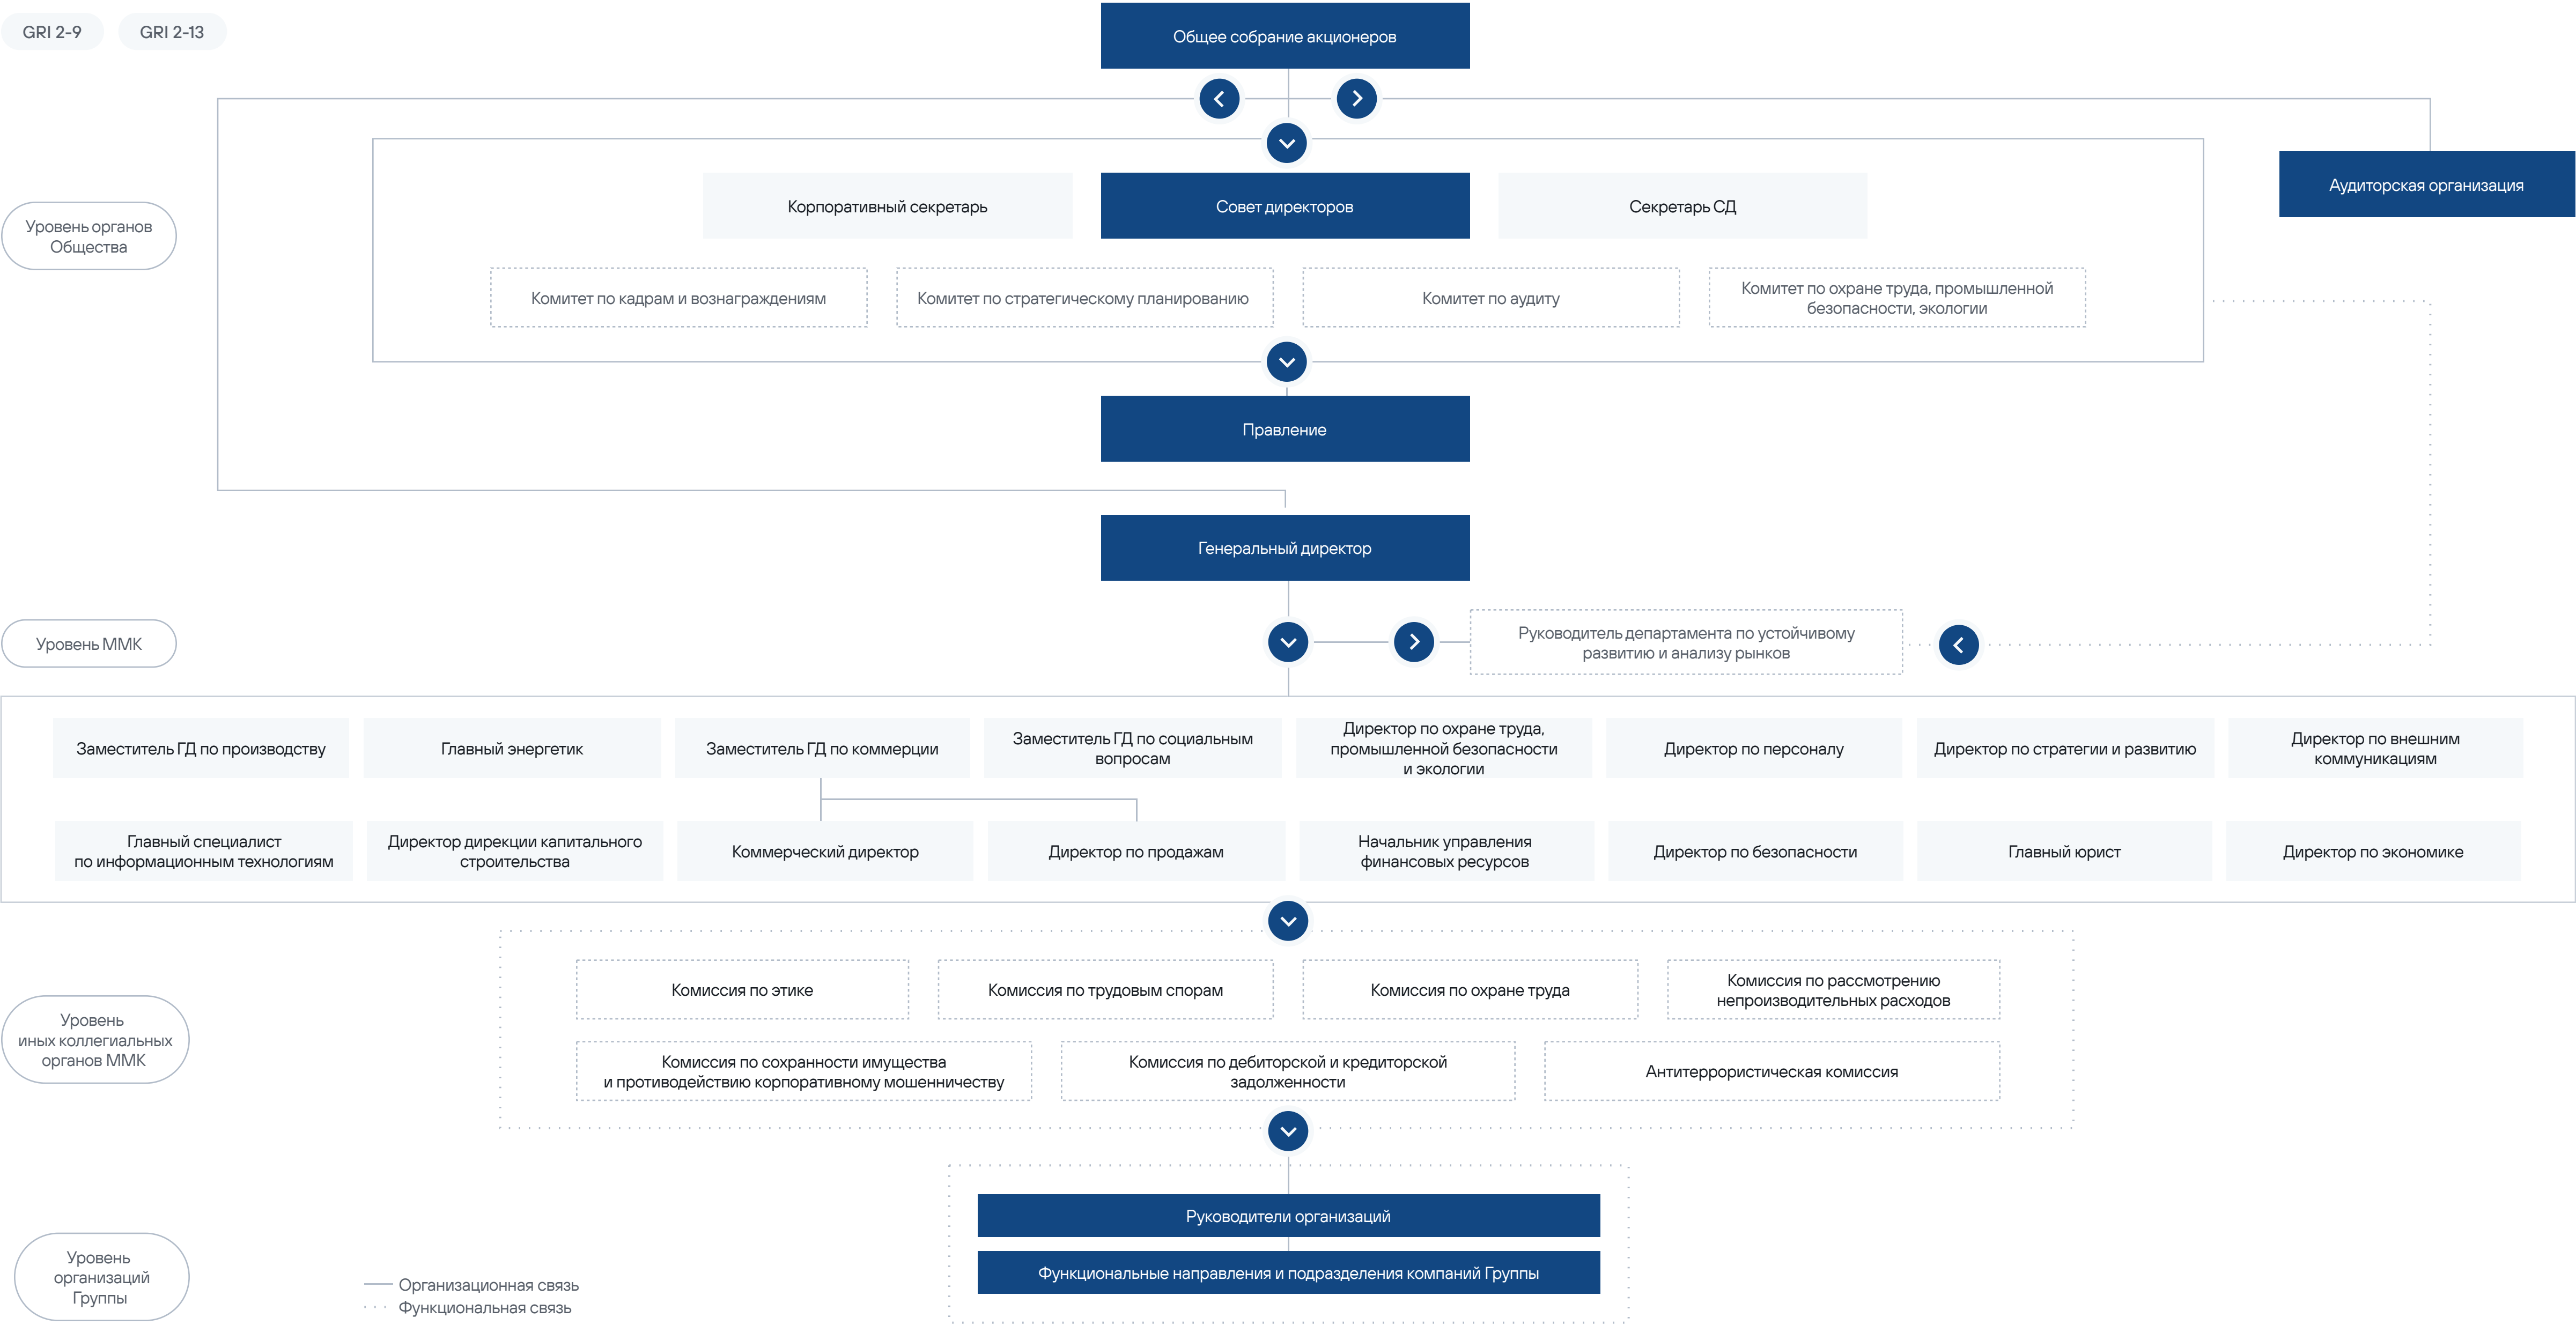 GRI 2-9
GRI 2-13
Общее собрание акционеров
Аудиторская организация
Уровень органов
Общества
Корпоративный секретарь
Совет директоров
Секретарь СД
Комитет по кадрам и вознаграждениям
Комитет по стратегическому планированию
Комитет по аудиту
Комитет по охране труда, промышленной
безопасности, экологии
Правление
Генеральный директор
Уровень ММК
Руководитель департамента по устойчивому
развитию и анализу рынков
Заместитель ГД по производству
Главный энергетик
Заместитель ГД по коммерции
Заместитель ГД по социальным
вопросам
Директор по охране труда,
промышленной безопасности
и экологии
Директор по персоналу
Директор по стратегии и развитию
Директор по внешним
коммуникациям
Главный специалист
по информационным технологиям
Директор дирекции капитального
строительства
Коммерческий директор
Директор по продажам
Начальник управления
финансовых ресурсов
Директор по безопасности
Главный юрист
Директор по экономике
Уровень
иных коллегиальных
органов ММК
Комиссия по этике
Комиссия по трудовым спорам
Комиссия по охране труда
Комиссия по рассмотрению
непроизводительных расходов
Комиссия по сохранности имущества
и противодействию корпоративному мошенничеству
Комиссия по дебиторской и кредиторской
задолженности
Антитеррористическая комиссия
Уровень
организаций
Группы
Руководители организаций
Функциональные направления и подразделения компаний Группы
Организационная связь
Функциональная связь